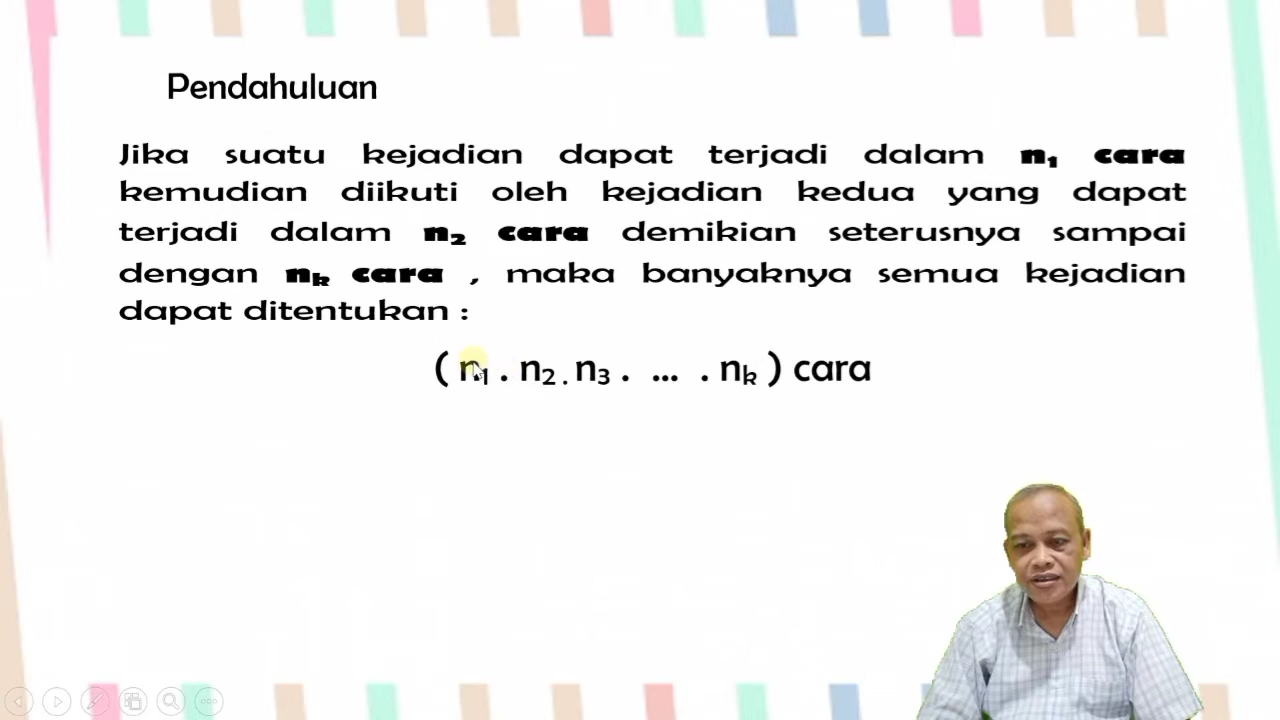 Pendahuluan
Jika suatu kejadian dapat terjadi dalam n₁ cara
kemudian diikuti oleh kejadian kedua yang dapat
terjadi dalam n₂ cara demikian seterusnya sampai
dengan nₖ cara , maka banyaknya semua kejadian
dapat ditentukan :
( n₁ . n₂ . n₃ . ... . nₖ ) cara